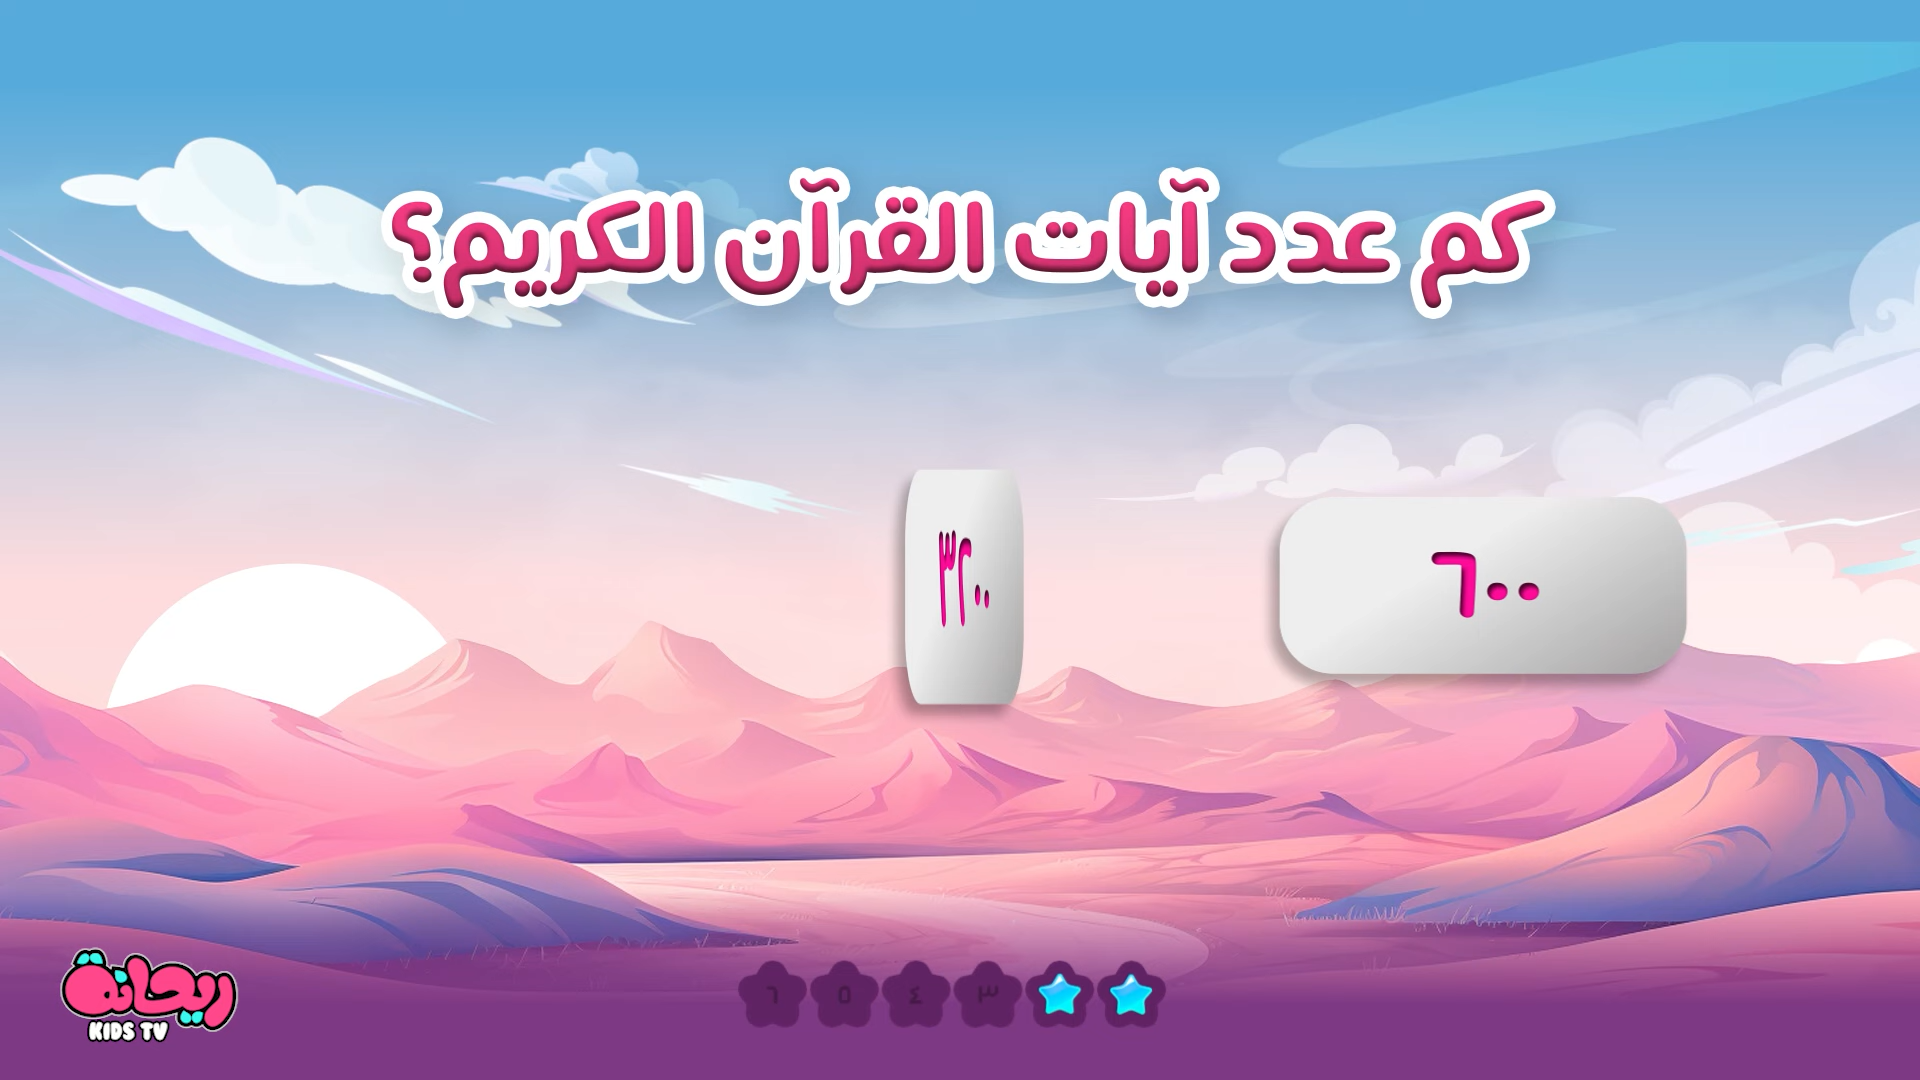 كم عدد آيات القرآن الكريم؟
٦٠٠
٣٢٠٠
٣ ٤ ٥ ٦
ريحانة
KIDS TV